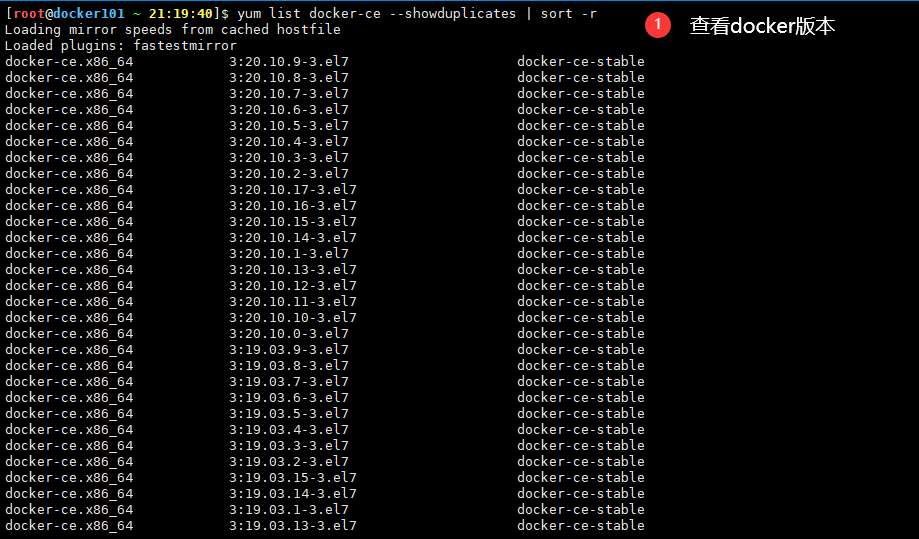 [root@docker101 ~ 21:19:40]$ yum list docker-ce --showduplicates | sort -r
1 查看docker版本
Loading mirror speeds from cached hostfile
Loaded plugins: fastestmirror
docker-ce.x86_64 3:20.10.9-3.el7 docker-ce-stable
docker-ce.x86_64 3:20.10.8-3.el7 docker-ce-stable
docker-ce.x86_64 3:20.10.7-3.el7 docker-ce-stable
docker-ce.x86_64 3:20.10.6-3.el7 docker-ce-stable
docker-ce.x86_64 3:20.10.5-3.el7 docker-ce-stable
docker-ce.x86_64 3:20.10.4-3.el7 docker-ce-stable
docker-ce.x86_64 3:20.10.3-3.el7 docker-ce-stable
docker-ce.x86_64 3:20.10.2-3.el7 docker-ce-stable
docker-ce.x86_64 3:20.10.17-3.el7 docker-ce-stable
docker-ce.x86_64 3:20.10.16-3.el7 docker-ce-stable
docker-ce.x86_64 3:20.10.15-3.el7 docker-ce-stable
docker-ce.x86_64 3:20.10.14-3.el7 docker-ce-stable
docker-ce.x86_64 3:20.10.1-3.el7 docker-ce-stable
docker-ce.x86_64 3:20.10.13-3.el7 docker-ce-stable
docker-ce.x86_64 3:20.10.12-3.el7 docker-ce-stable
docker-ce.x86_64 3:20.10.11-3.el7 docker-ce-stable
docker-ce.x86_64 3:20.10.10-3.el7 docker-ce-stable
docker-ce.x86_64 3:20.10.0-3.el7 docker-ce-stable
docker-ce.x86_64 3:19.03.9-3.el7 docker-ce-stable
docker-ce.x86_64 3:19.03.8-3.el7 docker-ce-stable
docker-ce.x86_64 3:19.03.7-3.el7 docker-ce-stable
docker-ce.x86_64 3:19.03.6-3.el7 docker-ce-stable
docker-ce.x86_64 3:19.03.5-3.el7 docker-ce-stable
docker-ce.x86_64 3:19.03.4-3.el7 docker-ce-stable
docker-ce.x86_64 3:19.03.3-3.el7 docker-ce-stable
docker-ce.x86_64 3:19.03.2-3.el7 docker-ce-stable
docker-ce.x86_64 3:19.03.15-3.el7 docker-ce-stable
docker-ce.x86_64 3:19.03.14-3.el7 docker-ce-stable
docker-ce.x86_64 3:19.03.1-3.el7 docker-ce-stable
docker-ce.x86_64 3:19.03.13-3.el7 docker-ce-stable